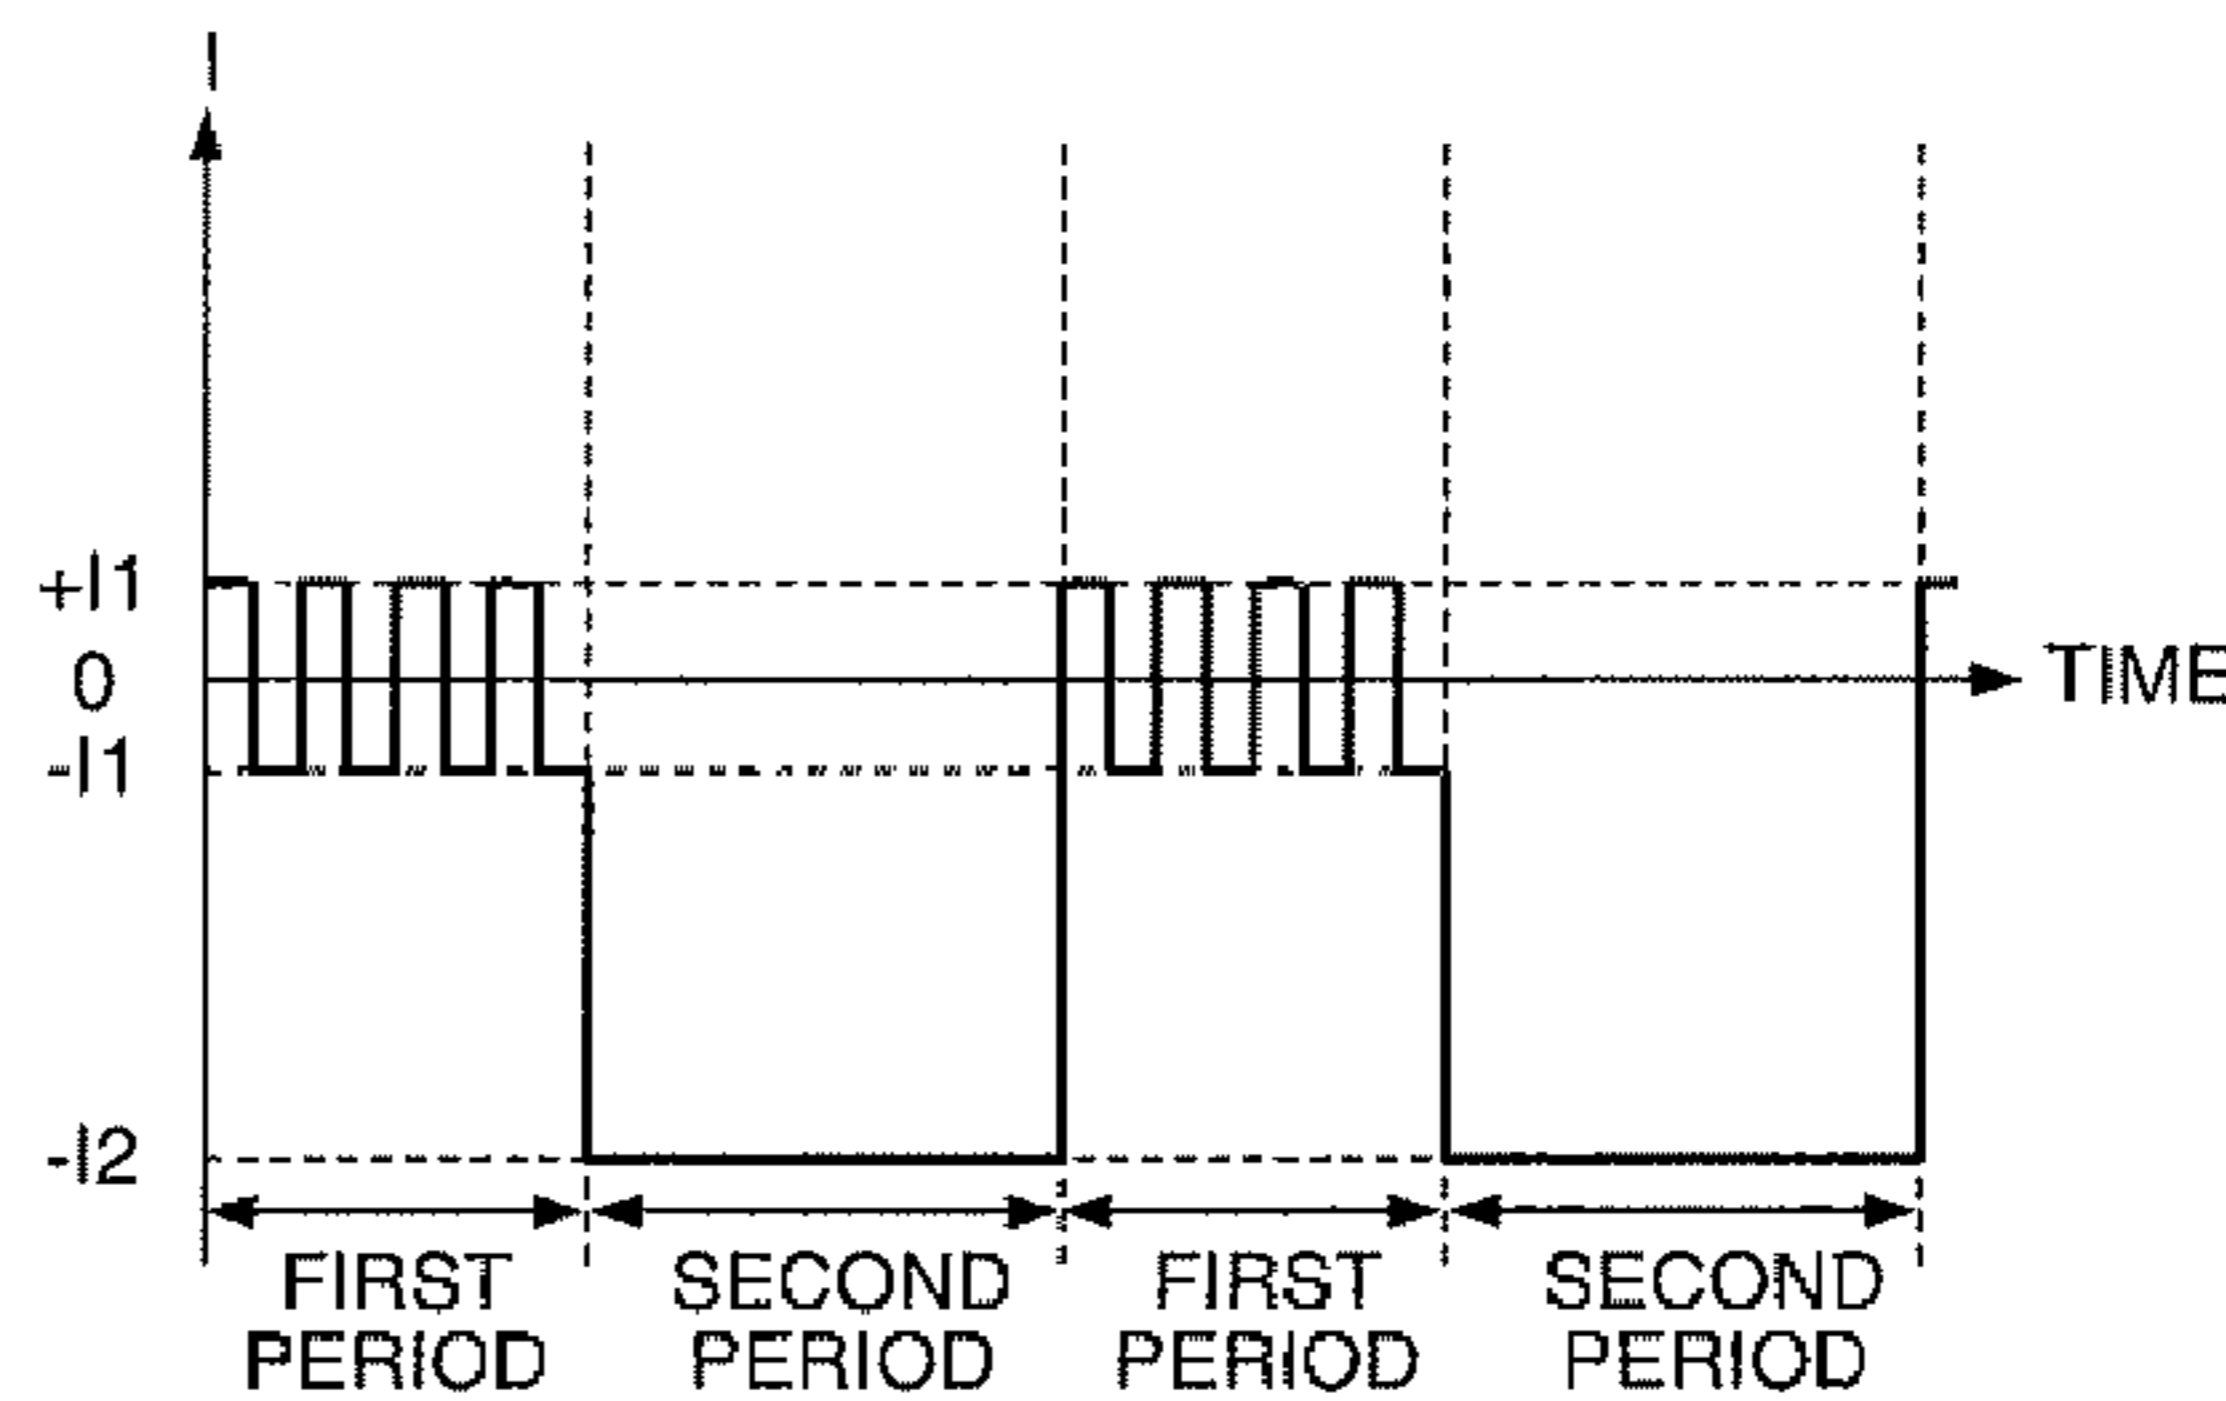 I
+I1
0
-I1
-I2
TIME
FIRST PERIOD
SECOND PERIOD
FIRST PERIOD
SECOND PERIOD